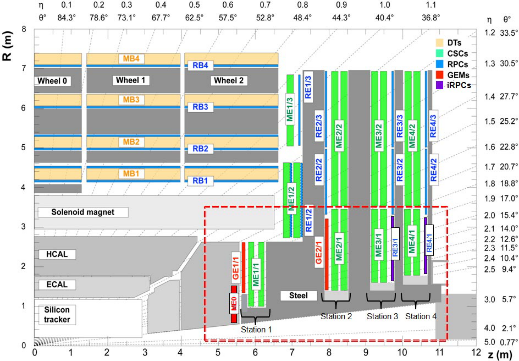 η 0.1 0.2 0.3 0.4 0.5 0.6 0.7 0.8 0.9 1.0 1.1
θ° 84.3° 78.6° 73.1° 67.7° 62.5° 57.5° 52.8° 48.4° 44.3° 40.4° 36.8° η θ°
R (m)
8
7
6
5
4
3
2
1
0
1.2 33.5°
1.3 30.5°
1.4 27.7°
1.5 25.2°
1.6 22.8°
1.7 20.7°
1.8 18.8°
1.9 17.0°
2.0 15.4°
2.1 14.0°
2.2 12.6°
2.3 11.5°
2.4 10.4°
2.5 9.4°
3.0 5.7°
4.0 2.1°
5.0 0.77°
DTs
CSCs
RPCs
GEMs
iRPCs
MB4
RB4
Wheel 0 Wheel 1 Wheel 2
MB3
RB3
MB2
RB2
MB1
RB1
Solenoid magnet
HCAL
ECAL
Silicon
tracker
Steel
ME1/3
RE1/3
ME1/2
RE1/2
GE1/1
ME1/1
ME0
RE2/3
RE2/2
ME2/2
GE2/1
ME2/1
ME3/2
RE3/3
RE3/2
ME3/1
RE3/1
ME4/2
RE4/3
RE4/2
ME4/1
RE4/1
Station 1
Station 2
Station 3
Station 4
0 1 2 3 4 5 6 7 8 9 10 11 12 z (m)